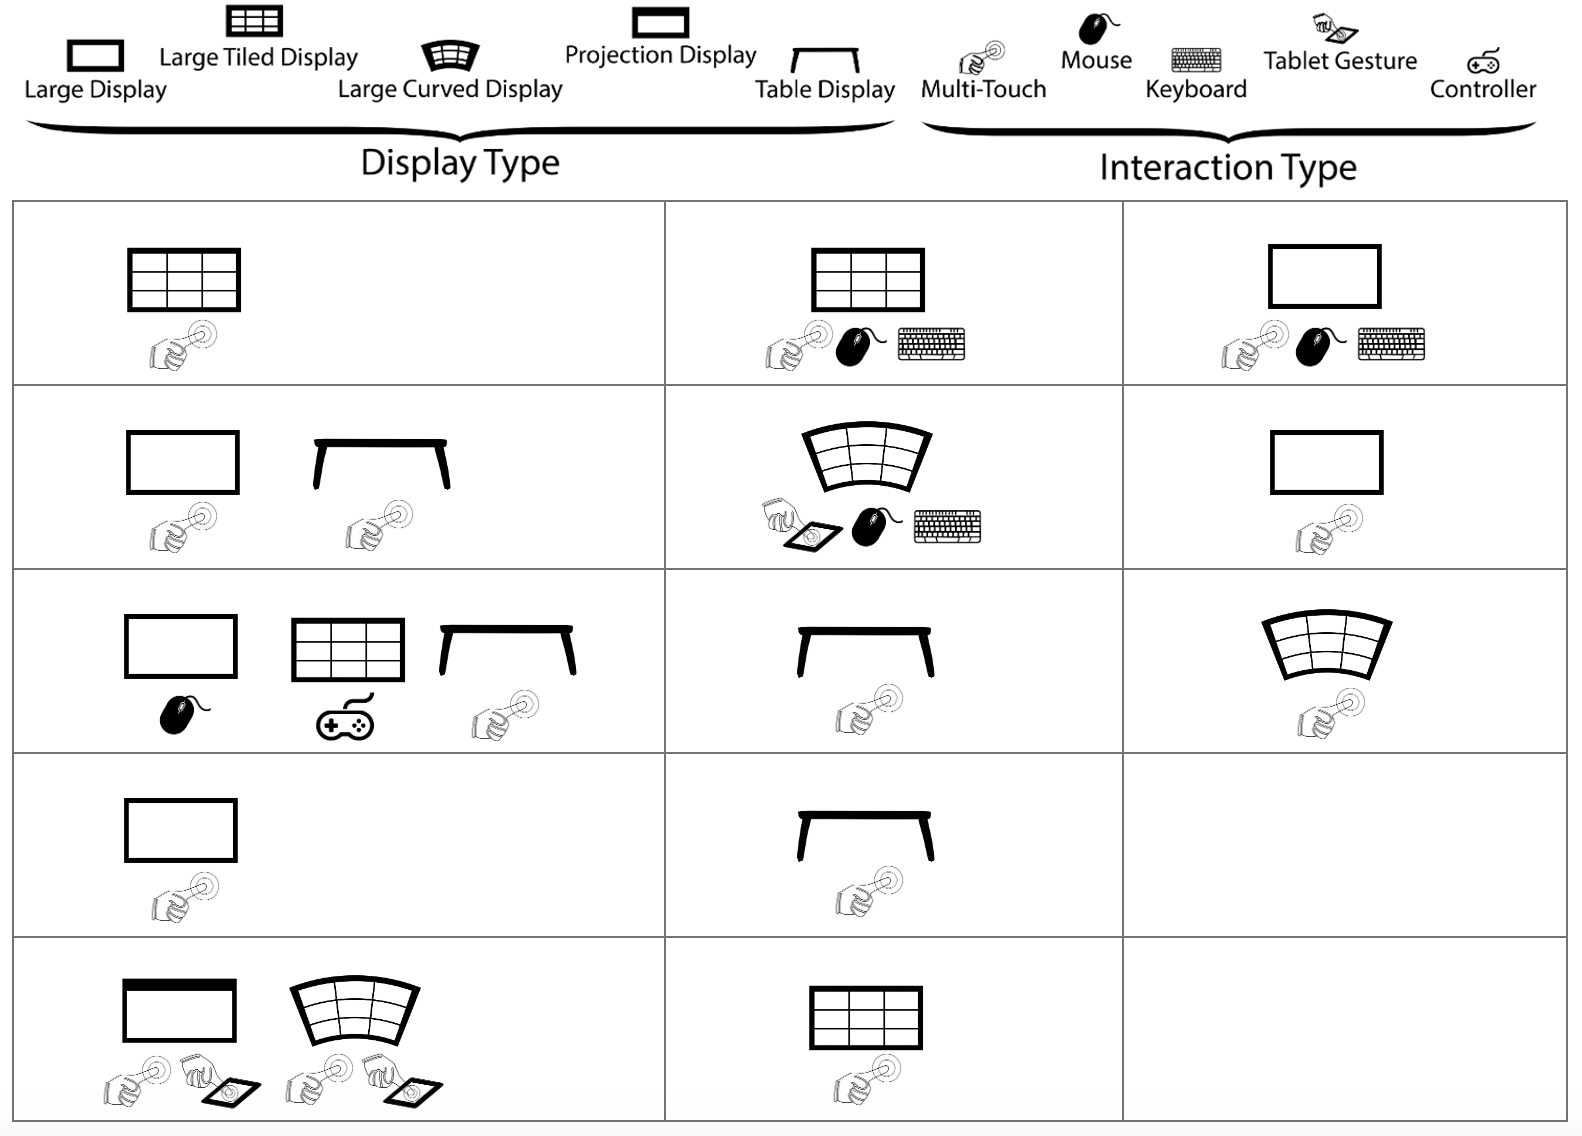 Large Display
Large Tiled Display
Large Curved Display
Projection Display
Table Display
Multi-Touch
Mouse
Keyboard
Tablet Gesture
Controller
Display Type
Interaction Type